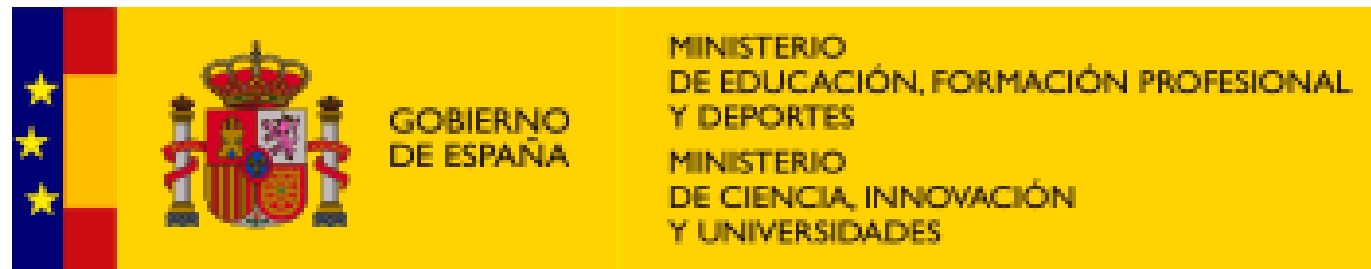 GOBIERNO
DE ESPAÑA
MINISTERIO
DE EDUCACIÓN, FORMACIÓN PROFESIONAL
Y DEPORTES
MINISTERIO
DE CIENCIA, INNOVACIÓN
Y UNIVERSIDADES